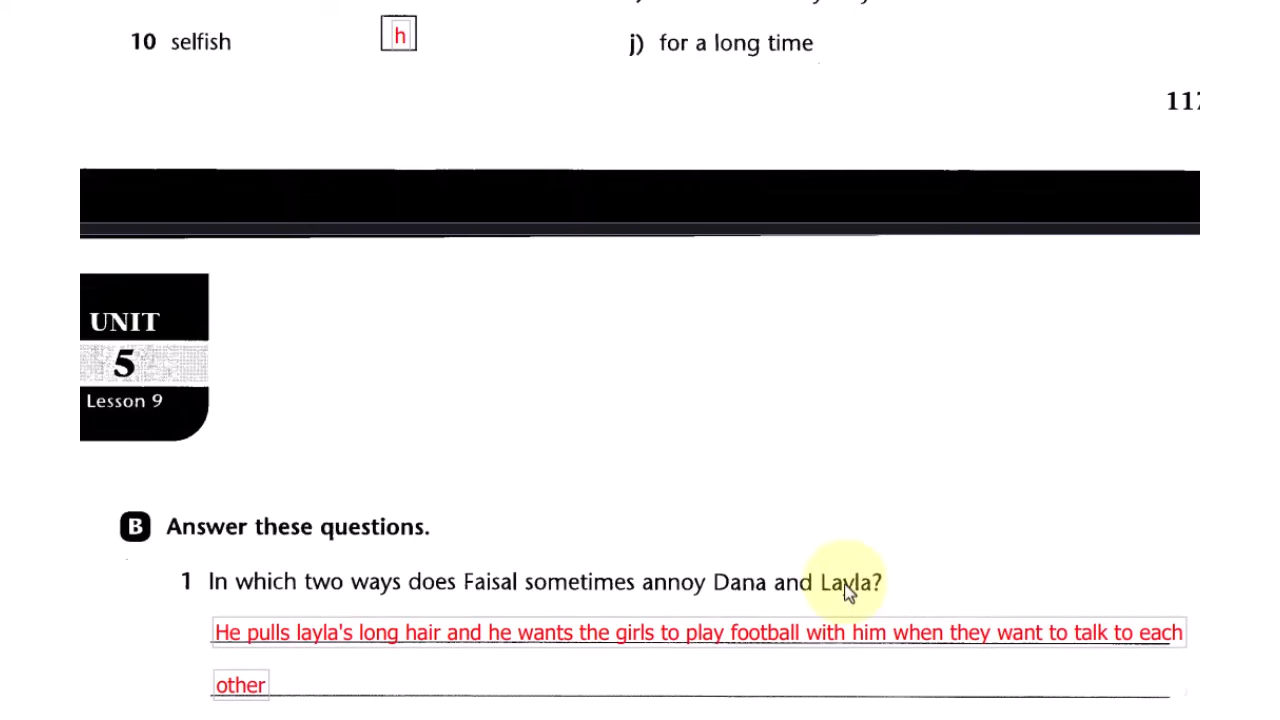 10 selfish
h
j) for a long time
117
UNIT
5
Lesson 9
B Answer these questions.
1 In which two ways does Faisal sometimes annoy Dana and Layla?
He pulls layla's long hair and he wants the girls to play football with him when they want to talk to each
other